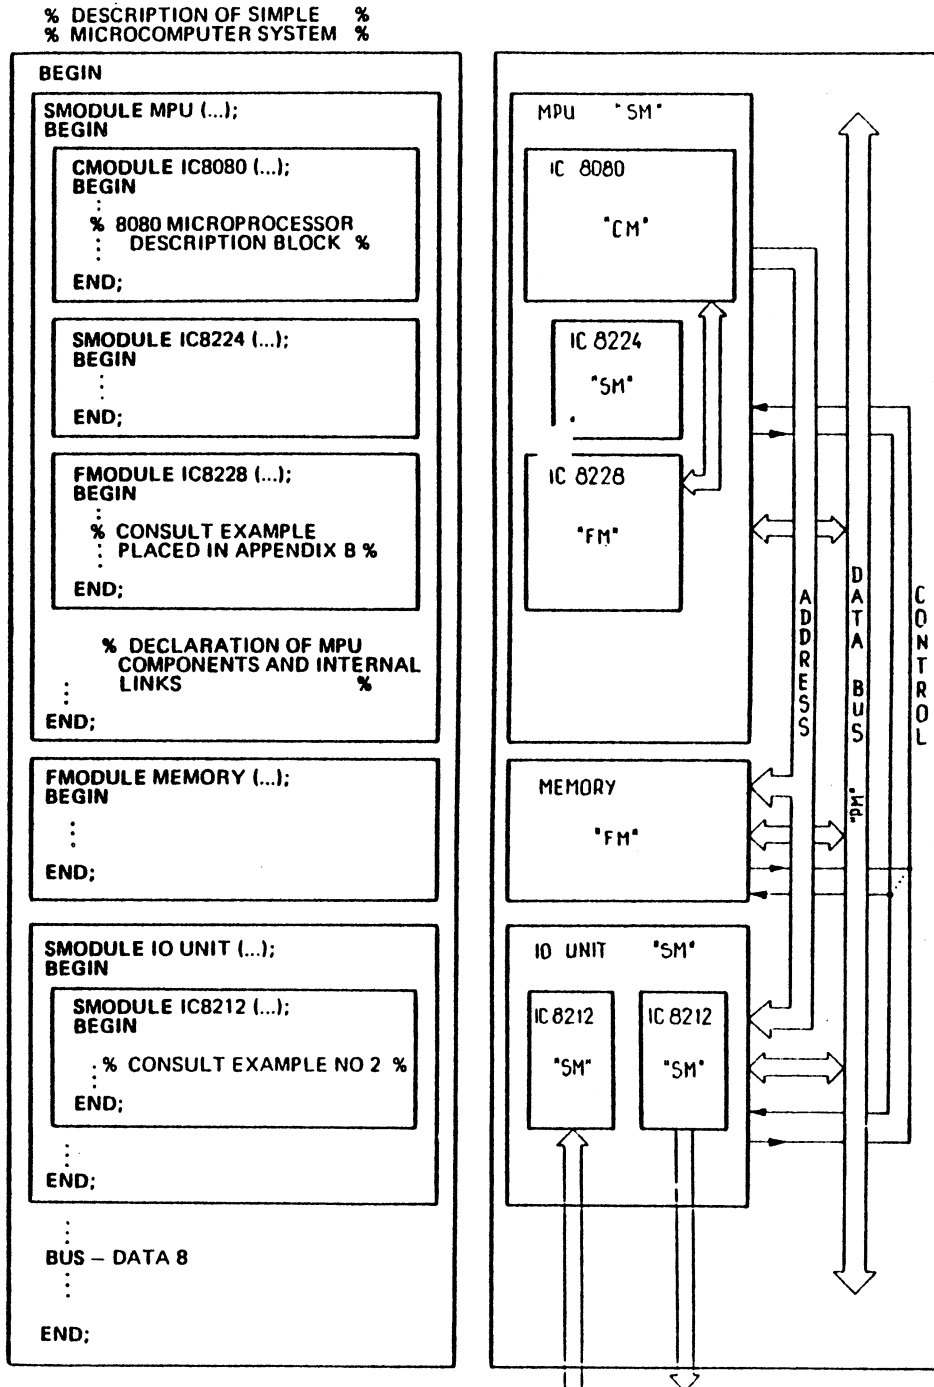 % DESCRIPTION OF SIMPLE %
% MICROCOMPUTER SYSTEM %
BEGIN
SMODULE MPU (...);
BEGIN
CMODULE IC8080 (...);
BEGIN
% 8080 MICROPROCESSOR
DESCRIPTION BLOCK %
END;
SMODULE IC8224 (...);
BEGIN
END;
FMODULE IC8228 (...);
BEGIN
% CONSULT EXAMPLE
PLACED IN APPENDIX B %
END;
% DECLARATION OF MPU
COMPONENTS AND INTERNAL
LINKS %
END;
FMODULE MEMORY (...);
BEGIN
END;
SMODULE IO UNIT (...);
BEGIN
SMODULE IC8212 (...);
BEGIN
% CONSULT EXAMPLE NO 2 %
END;
END;
BUS – DATA 8
END;
MPU "SM"
IC 8080
"CM"
IC 8224
"SM"
IC 8228
"FM"
MEMORY
"FM"
IO UNIT "SM"
IC 8212
"SM"
IC 8212
"SM"
ADDRESS
DATA BUS "PM"
CONTROL